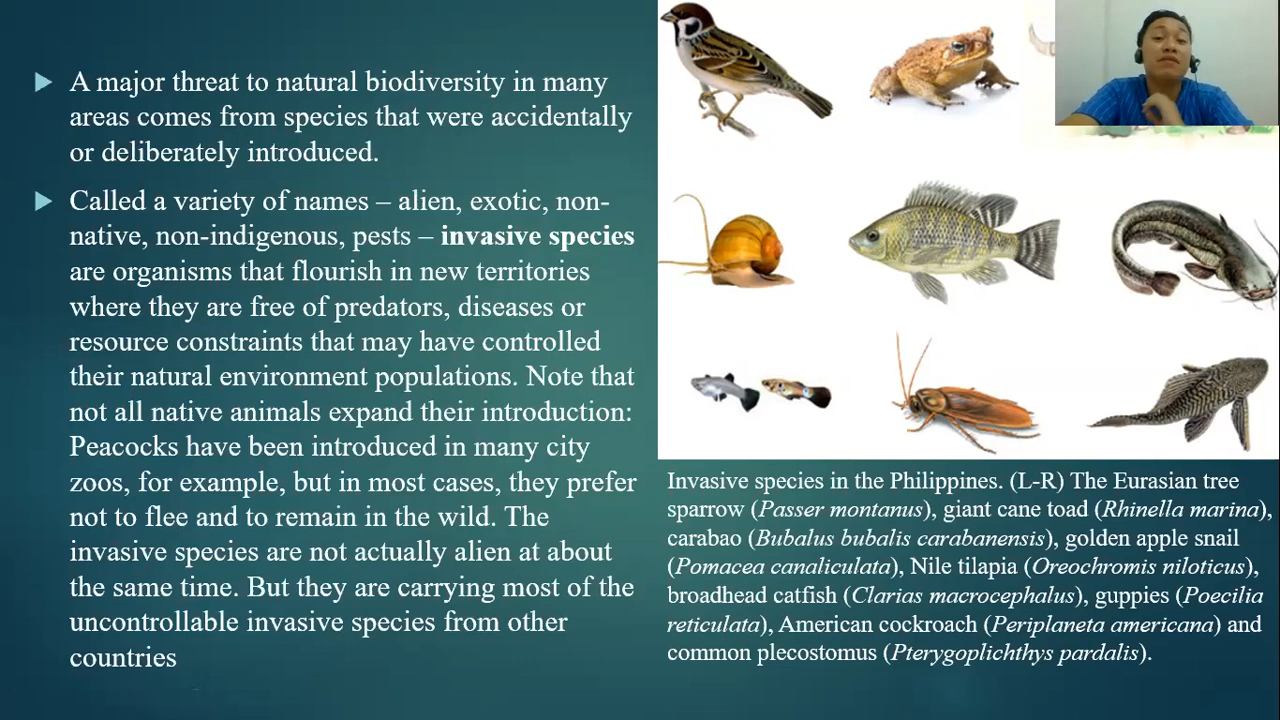 A major threat to natural biodiversity in many
areas comes from species that were accidentally
or deliberately introduced.
Called a variety of names – alien, exotic, non-
native, non-indigenous, pests – invasive species
are organisms that flourish in new territories
where they are free of predators, diseases or
resource constraints that may have controlled
their natural environment populations. Note that
not all native animals expand their introduction:
Peacocks have been introduced in many city
zoos, for example, but in most cases, they prefer
not to flee and to remain in the wild. The
invasive species are not actually alien at about
the same time. But they are carrying most of the
uncontrollable invasive species from other
countries
Invasive species in the Philippines. (L-R) The Eurasian tree
sparrow (Passer montanus), giant cane toad (Rhinella marina),
carabao (Bubalus bubalis carabanensis), golden apple snail
(Pomacea canaliculata), Nile tilapia (Oreochromis niloticus),
broadhead catfish (Clarias macrocephalus), guppies (Poecilia
reticulata), American cockroach (Periplaneta americana) and
common plecostomus (Pterygoplichthys pardalis).